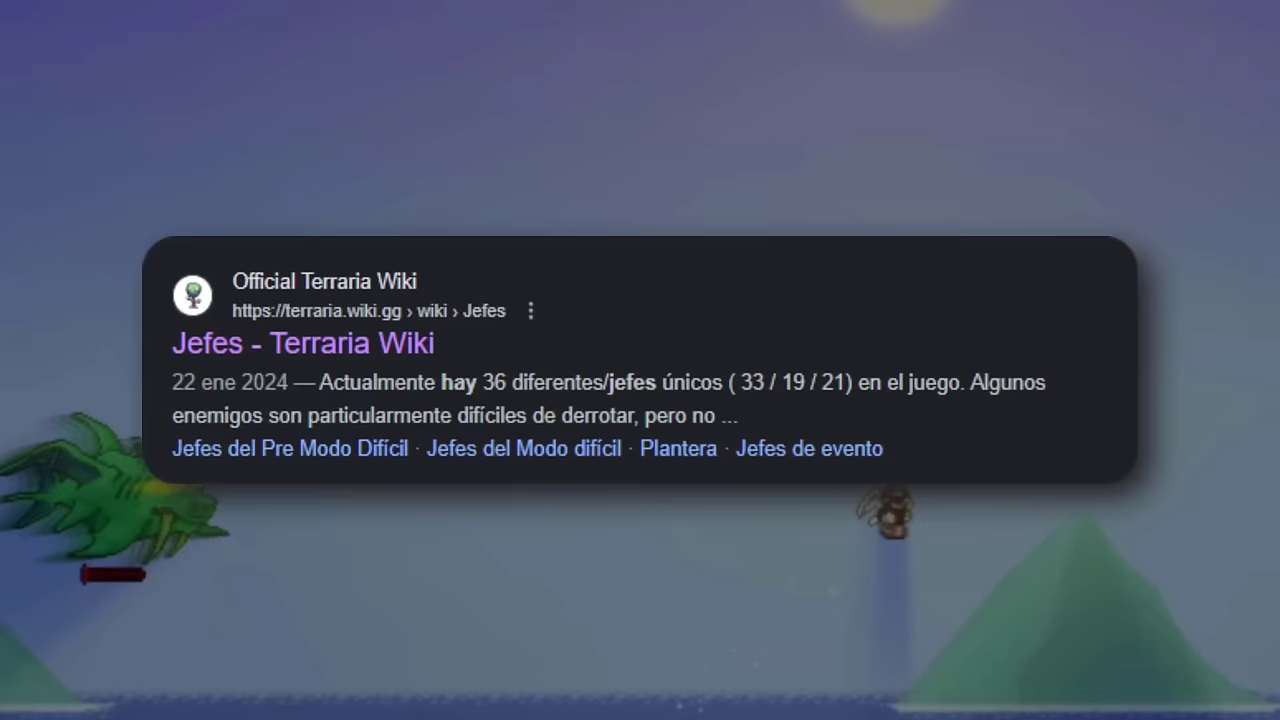 Official Terraria Wiki
https://terraria.wiki.gg › wiki › Jefes
Jefes - Terraria Wiki
22 ene 2024 — Actualmente hay 36 diferentes/jefes únicos ( 33 / 19 / 21) en el juego. Algunos
enemigos son particularmente difíciles de derrotar, pero no ...
Jefes del Pre Modo Difícil · Jefes del Modo difícil · Plantera · Jefes de evento